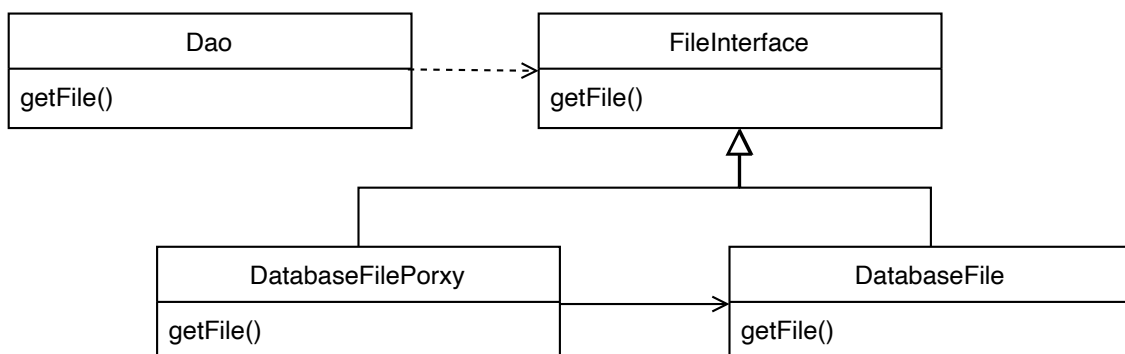 Dao
FileInterface
getFile()
getFile()
DatabaseFilePorxy
DatabaseFile
getFile()
getFile()